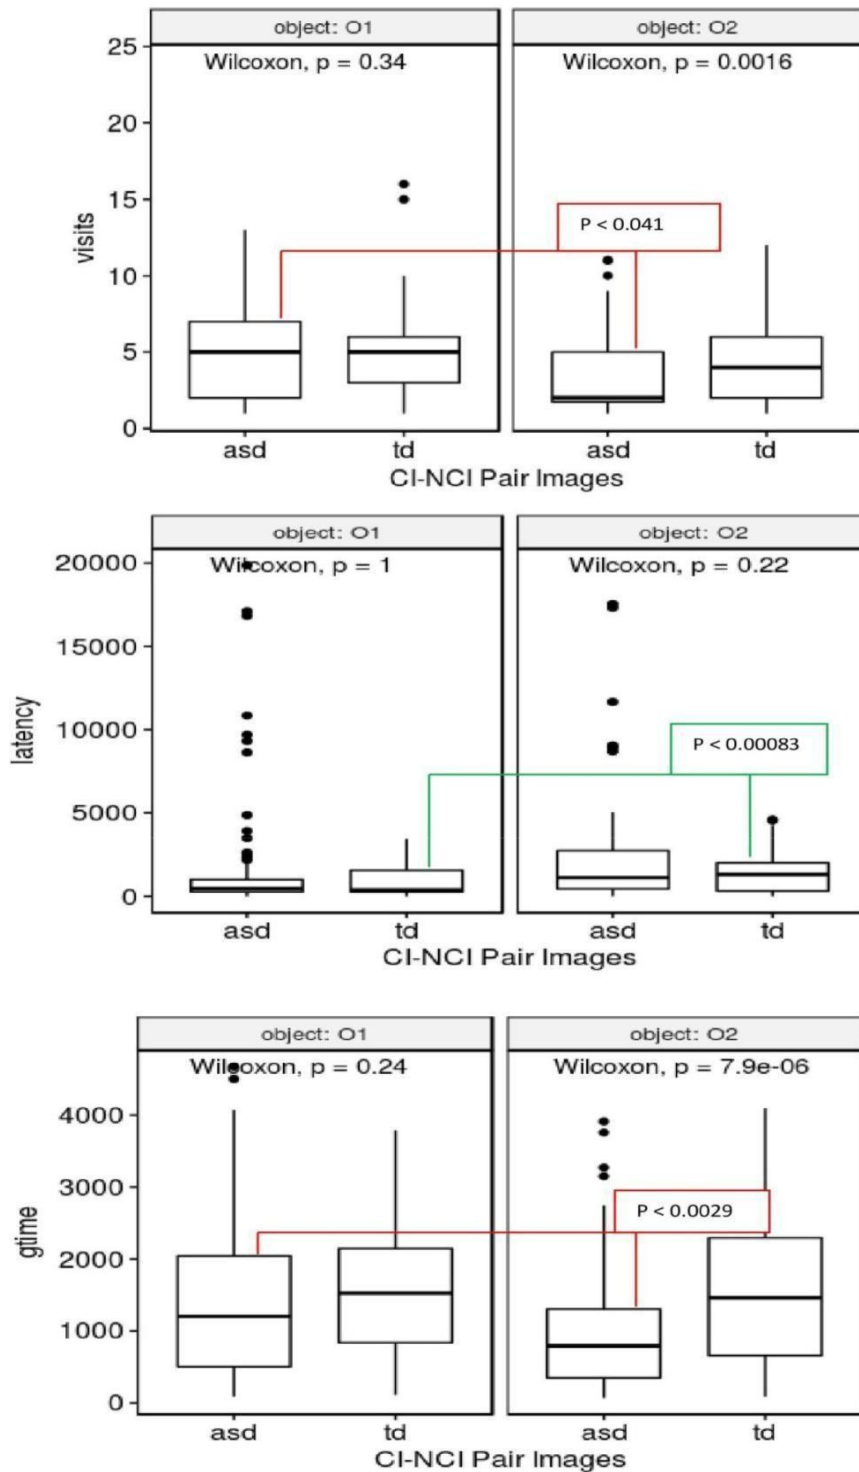 object: O1 object: O2
25
Wilcoxon, p = 0.34 Wilcoxon, p = 0.0016
20
15
P < 0.041
visits
10
5
0
asd td asd td
CI-NCI Pair Images
object: O1 object: O2
20000
Wilcoxon, p = 1 Wilcoxon, p = 0.22
15000
latency
10000
P < 0.00083
5000
0
asd td asd td
CI-NCI Pair Images
object: O1 object: O2
Wilcoxon, p = 0.24 Wilcoxon, p = 7.9e-06
4000
3000
P < 0.0029
gtime
2000
1000
0
asd td asd td
CI-NCI Pair Images